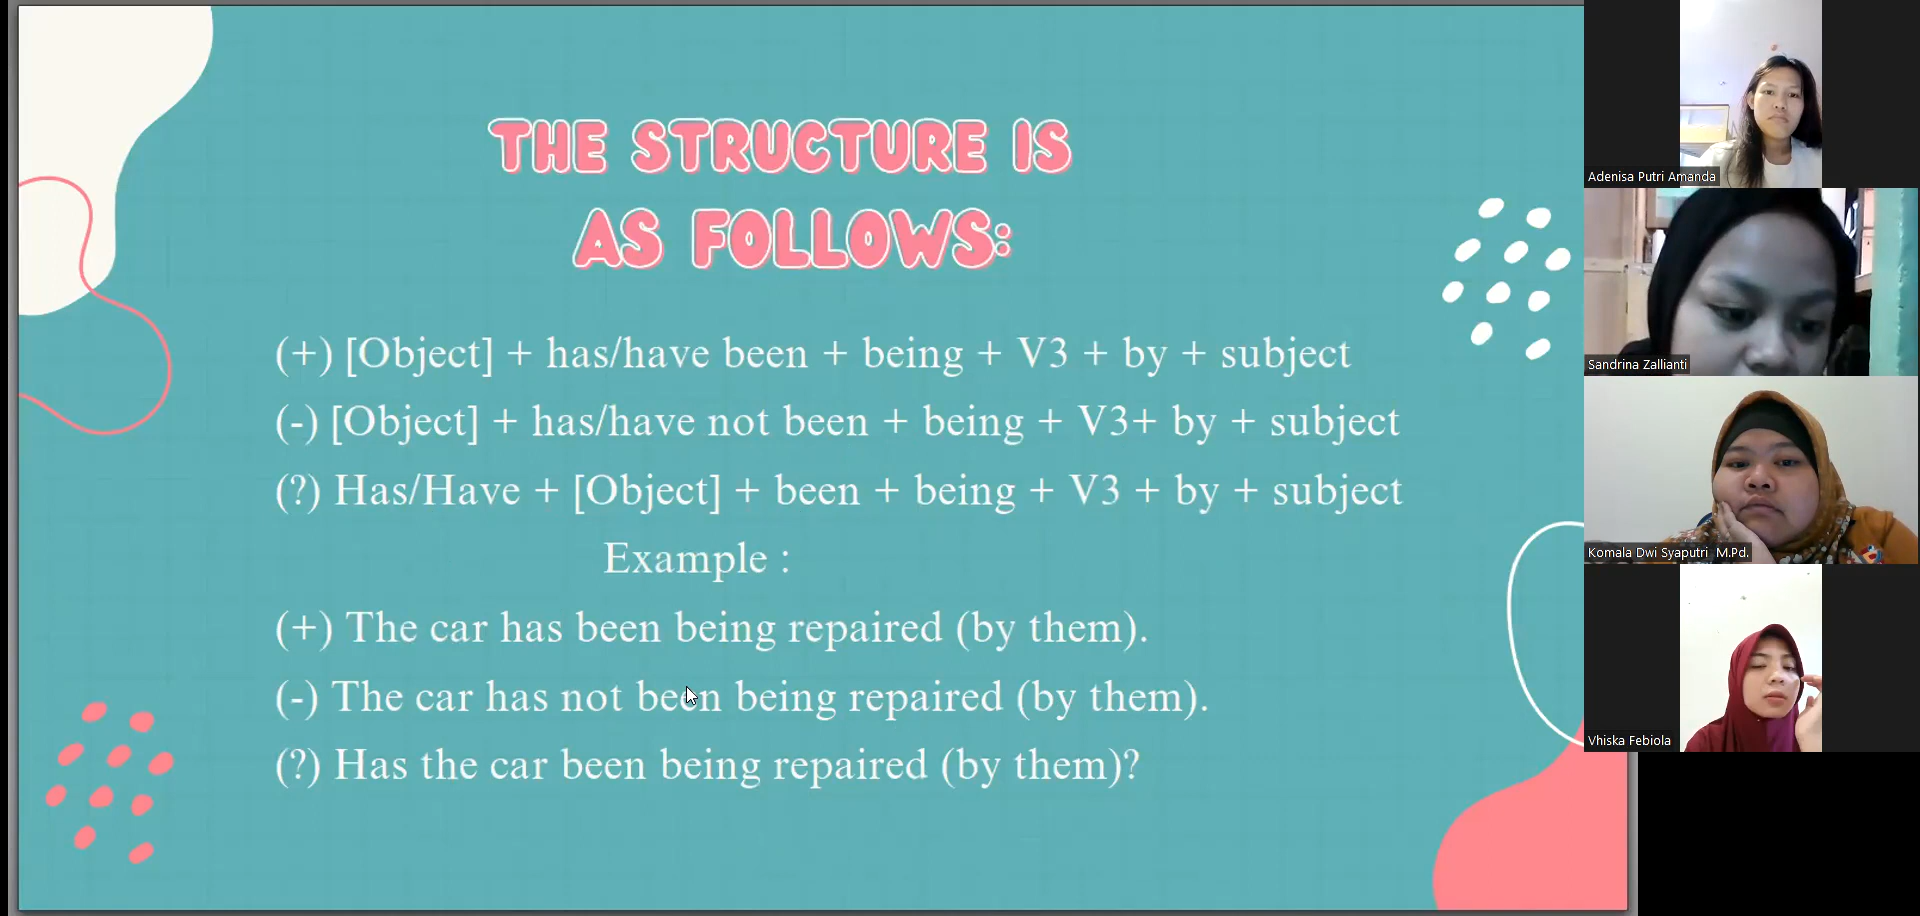 THE STRUCTURE IS
AS FOLLOWS:
(+) [Object] + has/have been + being + V3 + by + subject
(-) [Object] + has/have not been + being + V3+ by + subject
(?) Has/Have + [Object] + been + being + V3 + by + subject
Example :
(+) The car has been being repaired (by them).
(-) The car has not been being repaired (by them).
(?) Has the car been being repaired (by them)?
Adenisa Putri Amanda
Sandrina Zallianti
Komala Dwi Syaputri M.Pd.
Vhiska Febiola